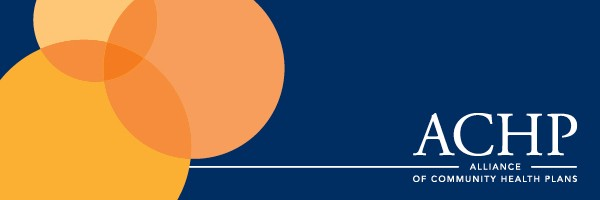 ACHP
ALLIANCE
OF COMMUNITY HEALTH PLANS